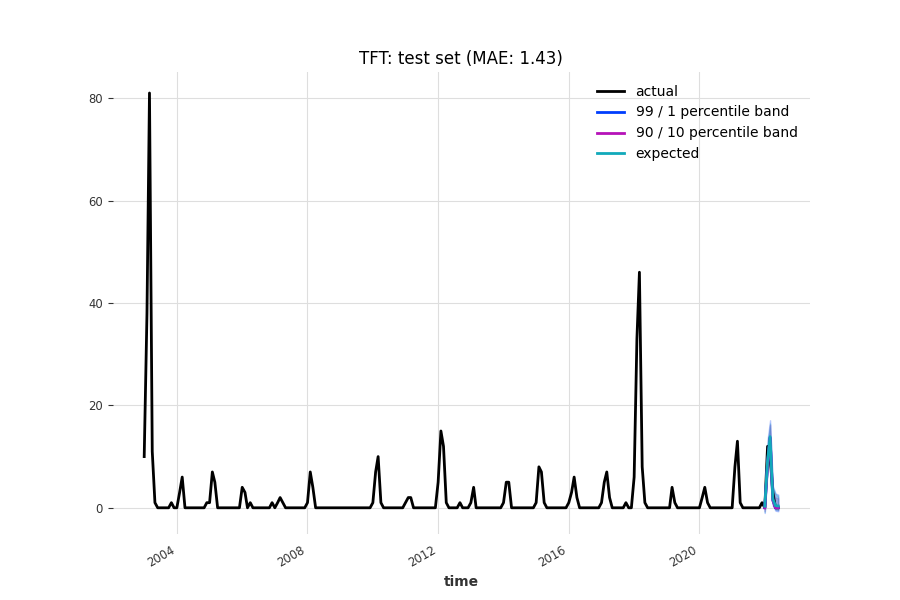 TFT: test set (MAE: 1.43)
actual
99 / 1 percentile band
90 / 10 percentile band
expected
80
60
40
20
0
2004
2008
2012
2016
2020
time